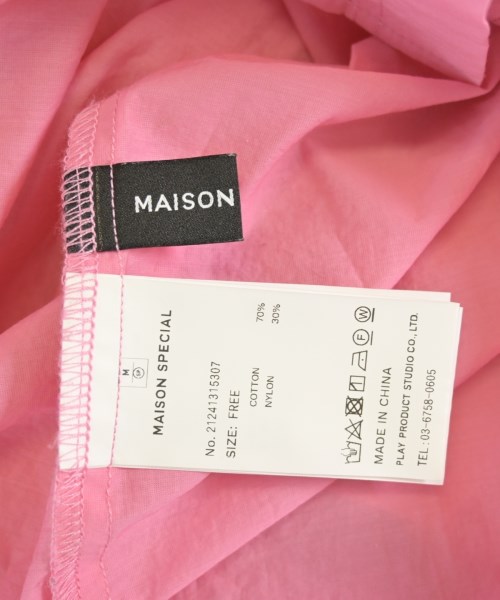 MAISON
M
MAISON SPECIAL
No. 21241315307
SIZE: FREE
COTTON 70%
NYLON 30%
F W
MADE IN CHINA
PLAY PRODUCT STUDIO CO., LTD.
TEL : 03-6758-0605